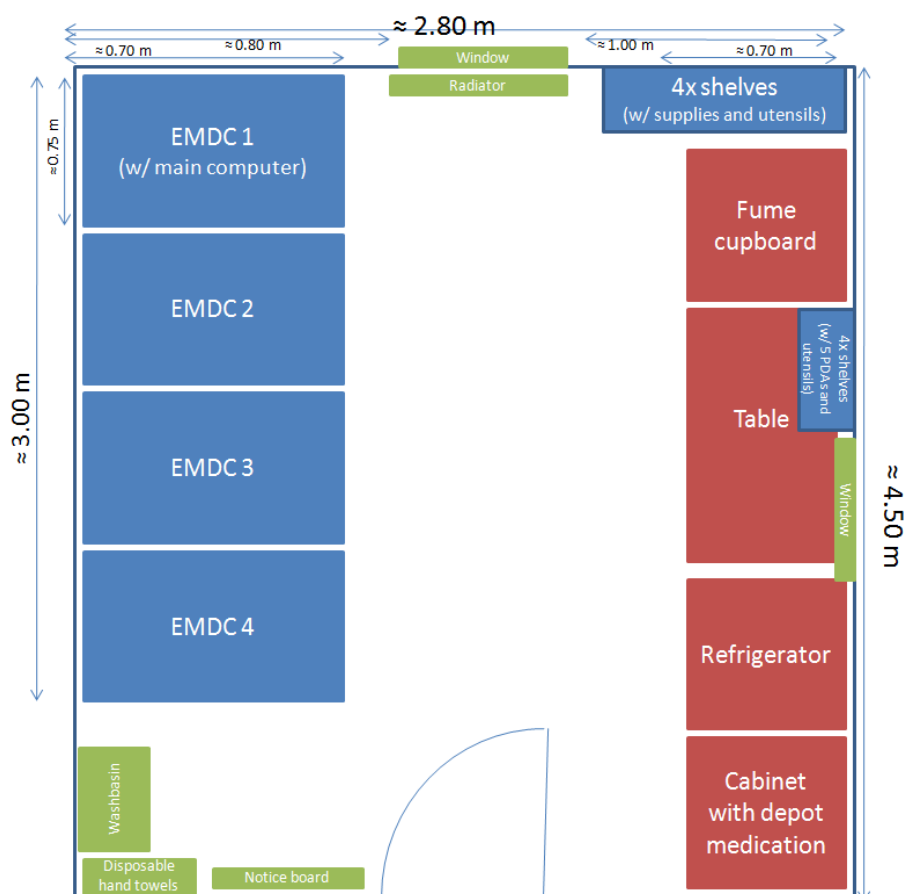 ≈ 2.80 m
≈ 0.70 m
≈ 0.80 m
≈ 1.00 m
≈ 0.70 m
Window
Radiator
4x shelves
(w/ supplies and utensils)
≈ 0.75 m
EMDC 1
(w/ main computer)
Fume
cupboard
EMDC 2
4x shelves
(w/ 5 PDAs and
utensils)
Table
≈ 3.00 m
EMDC 3
Window
≈ 4.50 m
EMDC 4
Refrigerator
Washbasin
Cabinet
with depot
medication
Disposable
hand towels
Notice board